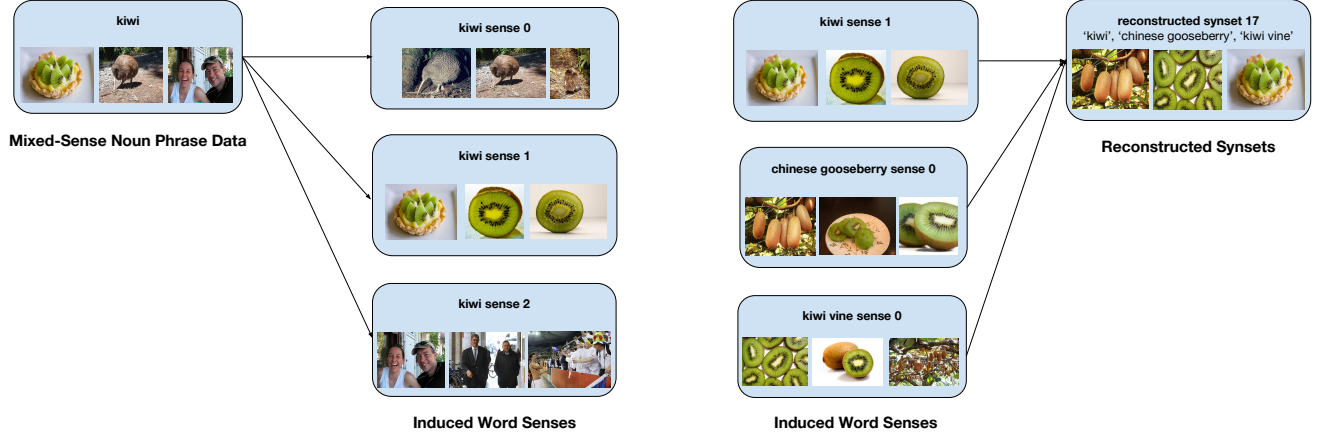 kiwi
Mixed-Sense Noun Phrase Data
kiwi sense 0
kiwi sense 1
kiwi sense 2
Induced Word Senses
kiwi sense 1
chinese gooseberry sense 0
kiwi vine sense 0
Induced Word Senses
reconstructed synset 17
‘kiwi’, ‘chinese gooseberry’, ‘kiwi vine’
Reconstructed Synsets